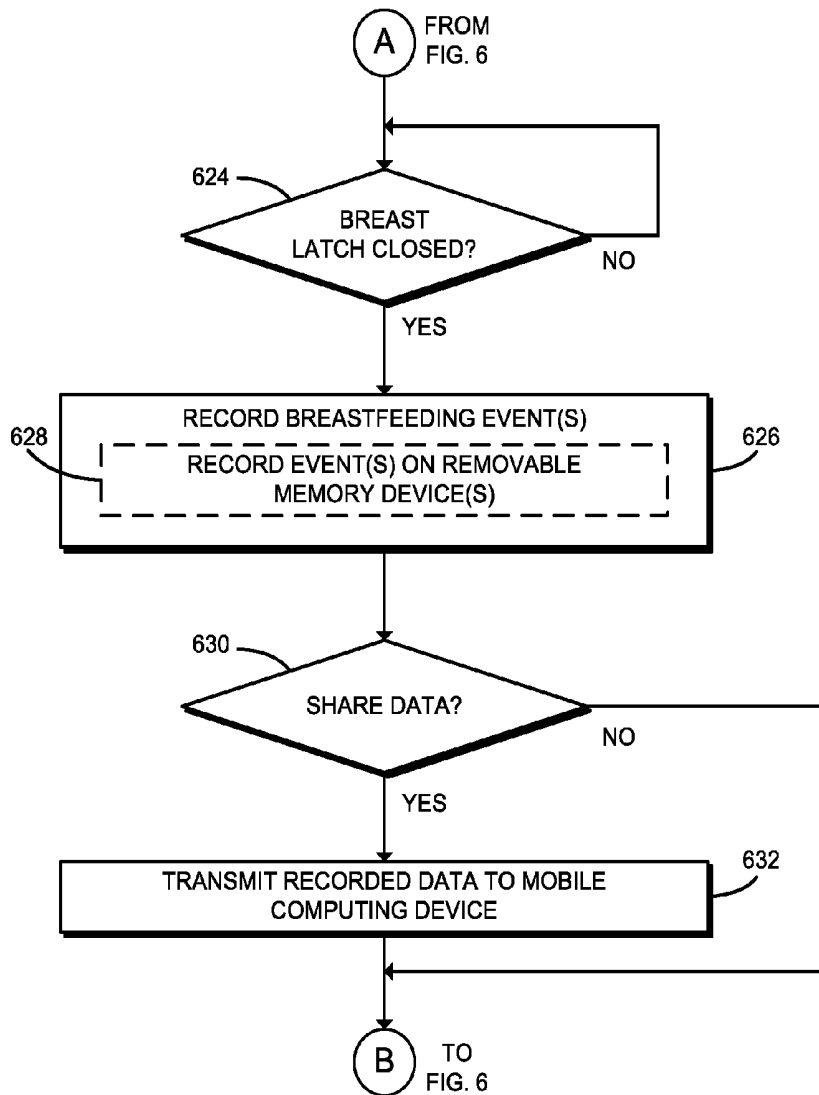 A
FROM
FIG. 6
624
BREAST
LATCH CLOSED?
NO
YES
RECORD BREASTFEEDING EVENT(S)
628
RECORD EVENT(S) ON REMOVABLE
MEMORY DEVICE(S)
626
630
SHARE DATA?
NO
YES
632
TRANSMIT RECORDED DATA TO MOBILE
COMPUTING DEVICE
B
TO
FIG. 6